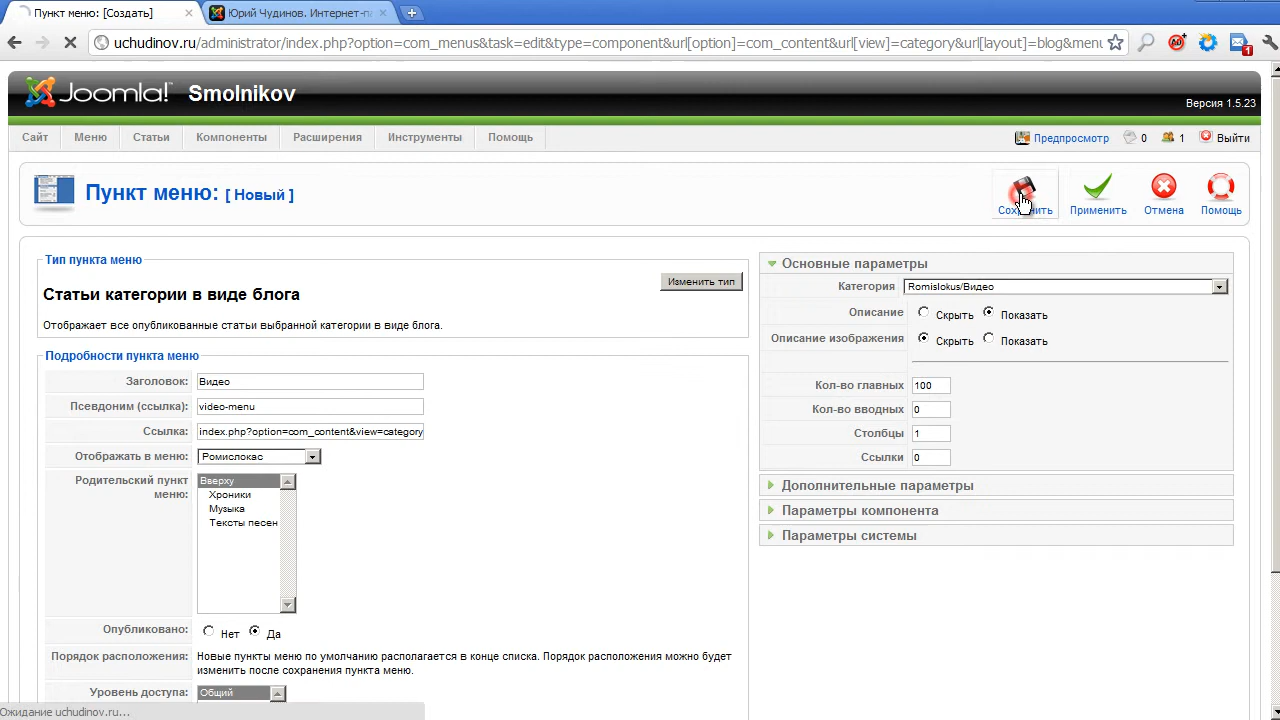 Пункт меню: [Создать]
Юрий Чудинов. Интернет-п
uchudinov.ru/administrator/index.php?option=com_menus&task=edit&type=component&url[option]=com_content&url[view]=category&url[layout]=blog&menu
1
Joomla! Smolnikov
Версия 1.5.23
Сайт Меню Статьи Компоненты Расширения Инструменты Помощь Предпросмотр 0 1 Выйти
Пункт меню: [ Новый ]
Сохранить Применить Отмена Помощь
Тип пункта меню
Изменить тип
Статьи категории в виде блога
Отображает все опубликованные статьи выбранной категории в виде блога.
Подробности пункта меню
Заголовок: Видео
Псевдоним (ссылка): video-menu
Ссылка: index.php?option=com_content&view=category
Отображать в меню: Ромислокас
Родительский пункт меню:
Вверху
Хроники
Музыка
Тексты песен
Опубликовано: Нет Да
Порядок расположения: Новые пункты меню по умолчанию располагается в конце списка. Порядок расположения можно будет
изменить после сохранения пункта меню.
Уровень доступа: Общий
Основные параметры
Категория Romislokus/Видео
Описание Скрыть Показать
Описание изображения Скрыть Показать
Кол-во главных 100
Кол-во вводных 0
Столбцы 1
Ссылки 0
Дополнительные параметры
Параметры компонента
Параметры системы
Ожидание uchudinov.ru...